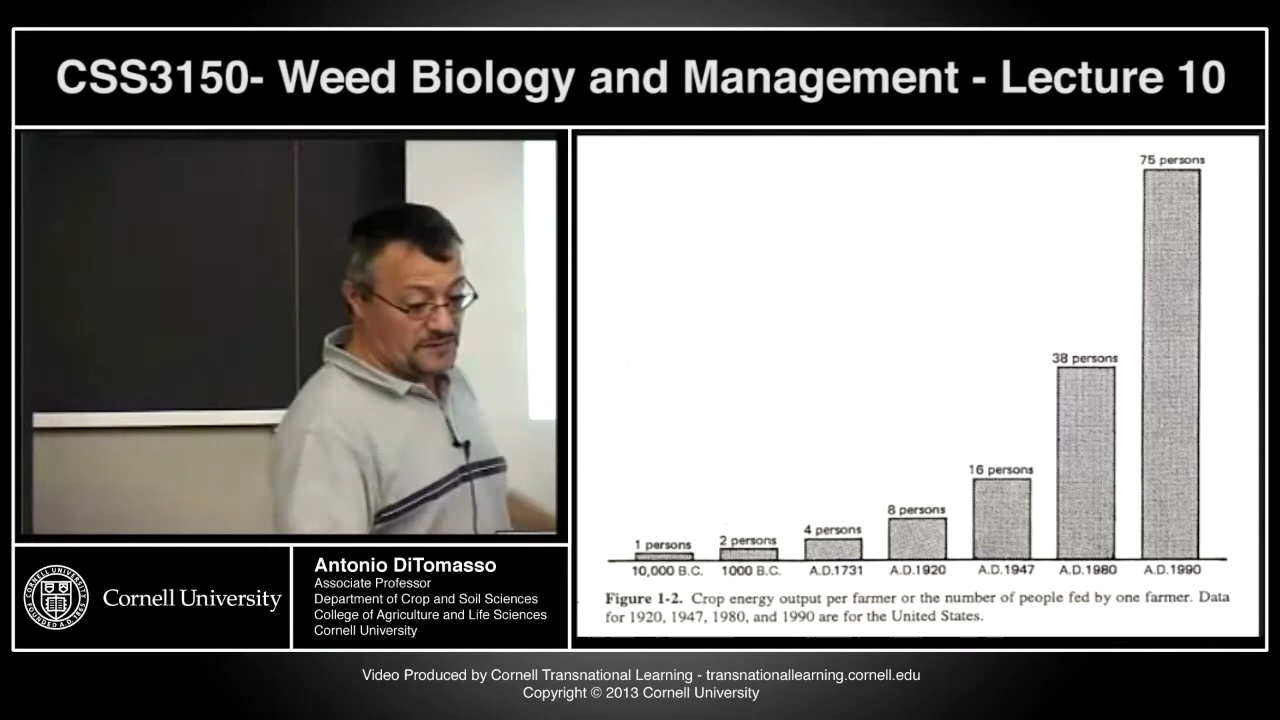 CSS3150- Weed Biology and Management - Lecture 10
75 persons
38 persons
16 persons
8 persons
4 persons
2 persons
1 persons
10,000 B.C. 1000 B.C. A.D.1731 A.D.1920 A.D.1947 A.D.1980 A.D.1990
Figure 1-2. Crop energy output per farmer or the number of people fed by one farmer. Data
for 1920, 1947, 1980, and 1990 are for the United States.
Cornell University
Antonio DiTomasso
Associate Professor
Department of Crop and Soil Sciences
College of Agriculture and Life Sciences
Cornell University
Video Produced by Cornell Transnational Learning - transnationallearning.cornell.edu
Copyright © 2013 Cornell University